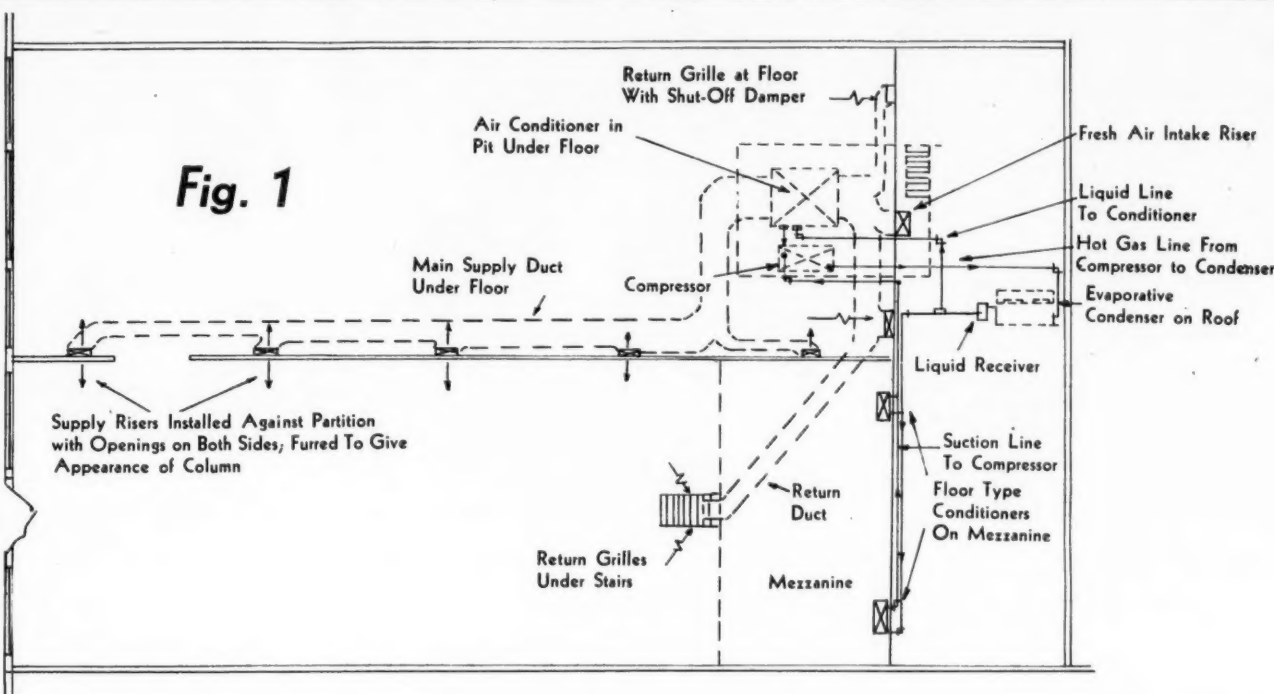 Fig. 1
Return Grille at Floor
With Shut-Off Damper
Air Conditioner in
Pit Under Floor
Fresh Air Intake Riser
Liquid Line
To Conditioner
Hot Gas Line From
Compressor to Condenser
Main Supply Duct
Under Floor
Compressor
Evaporative
Condenser on Roof
Liquid Receiver
Supply Risers Installed Against Partition
with Openings on Both Sides; Furred To Give
Appearance of Column
Suction Line
To Compressor
Floor Type
Conditioners
On Mezzanine
Return
Duct
Return Grilles
Under Stairs
Mezzanine